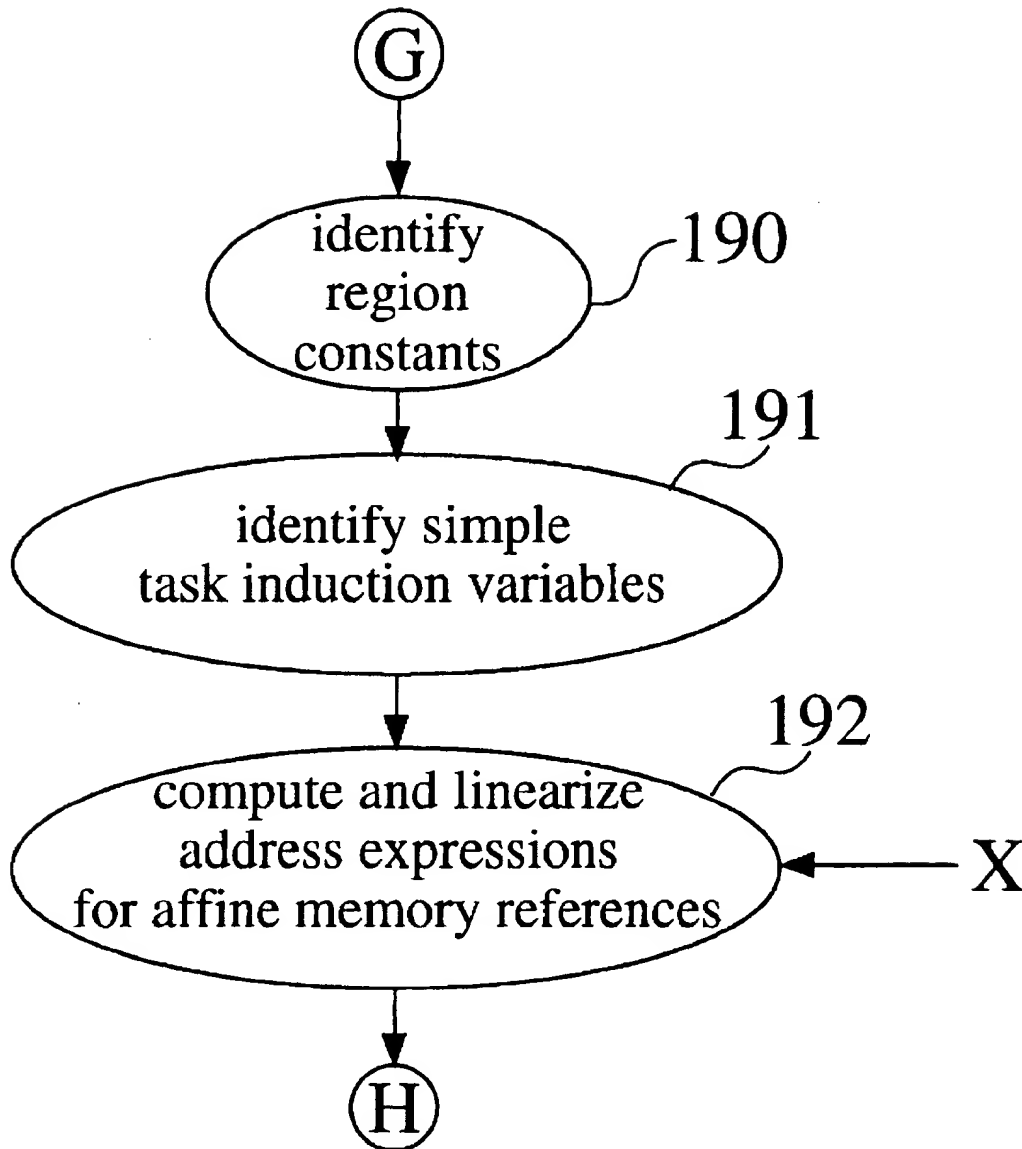 G
identify
region
constants
190
191
identify simple
task induction variables
192
compute and linearize
address expressions
for affine memory references
X
H